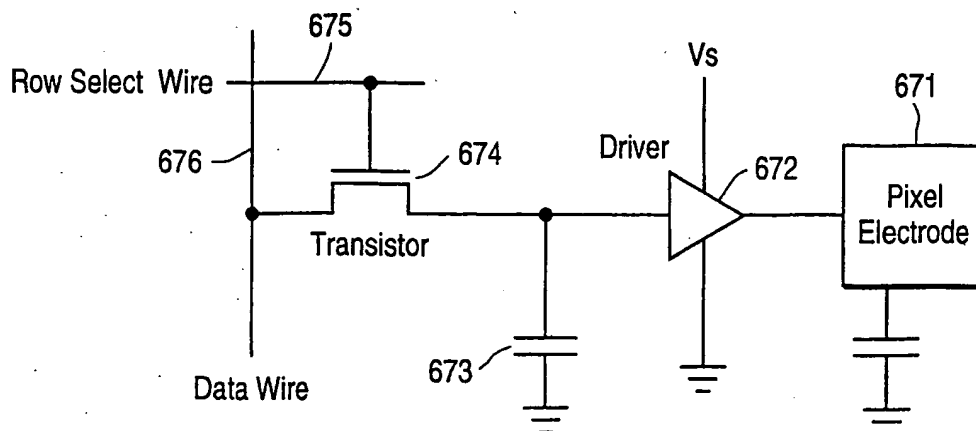 675
Vs
Row Select Wire
671
676
674
Driver
672
Pixel
Electrode
Transistor
673
Data Wire